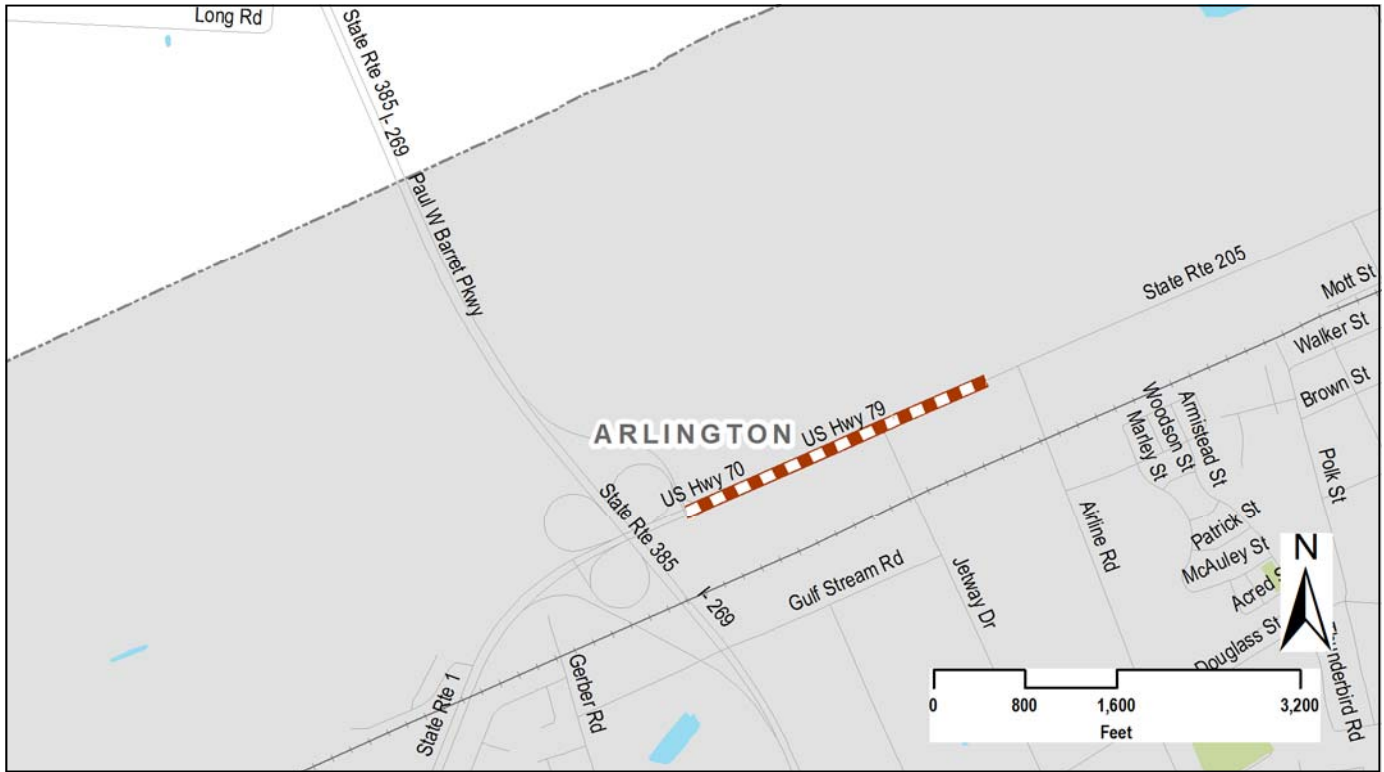 Long Rd
State Rte 385
I- 269
Paul W Barret Pkwy
State Rte 205
Mott St
Walker St
Brown St
US Hwy 79
ARLINGTON
US Hwy 70
Armistead St
Woodson St
Marley St
Polk St
State Rte 385
Airline Rd
Patrick St
N
McAuley St
Gulf Stream Rd
Jetway Dr
Acred
I- 269
Douglass St
Gerber Rd
State Rte 1
0 800 1,600 3,200
Feet